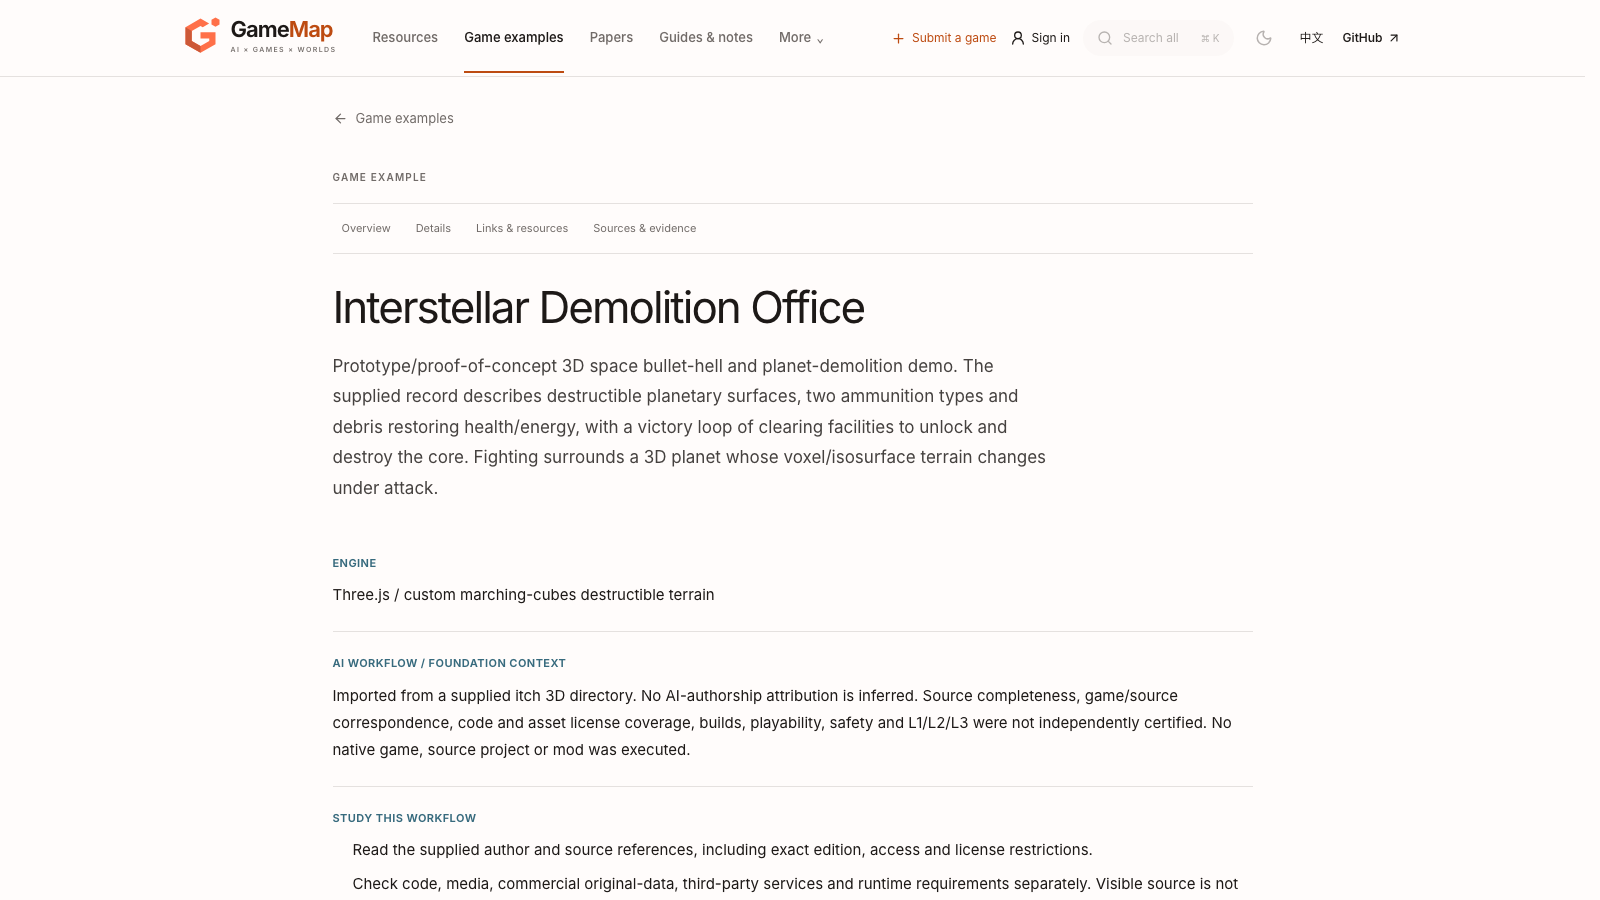 GameMap
AI × GAMES × WORLDS
Resources
Game examples
Papers
Guides & notes
More
Submit a game
Sign in
Search all
⌘ K
中文
GitHub
Game examples
GAME EXAMPLE
Overview
Details
Links & resources
Sources & evidence
Interstellar Demolition Office
Prototype/proof-of-concept 3D space bullet-hell and planet-demolition demo. The
supplied record describes destructible planetary surfaces, two ammunition types and
debris restoring health/energy, with a victory loop of clearing facilities to unlock and
destroy the core. Fighting surrounds a 3D planet whose voxel/isosurface terrain changes
under attack.
ENGINE
Three.js / custom marching-cubes destructible terrain
AI WORKFLOW / FOUNDATION CONTEXT
Imported from a supplied itch 3D directory. No AI-authorship attribution is inferred. Source completeness, game/source
correspondence, code and asset license coverage, builds, playability, safety and L1/L2/L3 were not independently certified. No
native game, source project or mod was executed.
STUDY THIS WORKFLOW
Read the supplied author and source references, including exact edition, access and license restrictions.
Check code, media, commercial original-data, third-party services and runtime requirements separately. Visible source is not